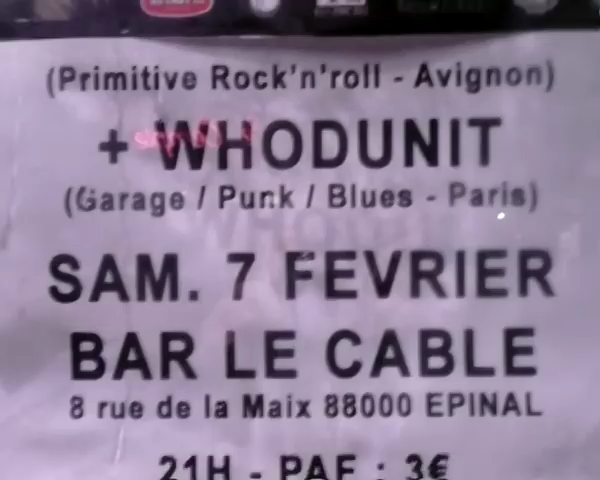 (Primitive Rock'n'roll - Avignon)
+ WHODUNIT
(Garage / Punk / Blues - Paris)
SAM. 7 FEVRIER
BAR LE CABLE
8 rue de la Maix 88000 EPINAL
21H - PAF : 3€